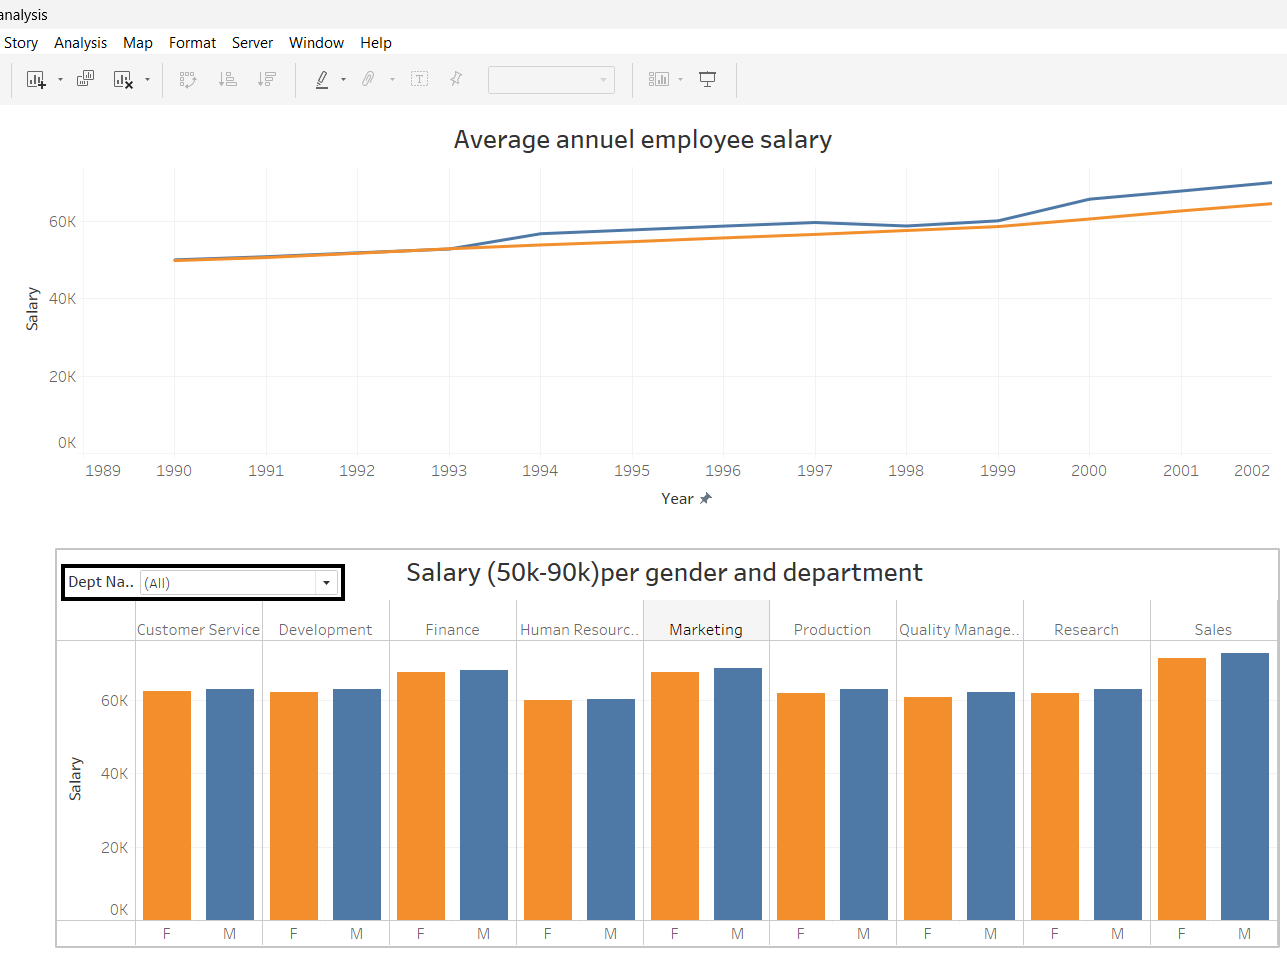 analysis
Story Analysis Map Format Server Window Help
T
Average annuel employee salary
60K
40K
20K
0K
Salary
1989 1990 1991 1992 1993 1994 1995 1996 1997 1998 1999 2000 2001 2002
Year
Dept Na.. (All)
Salary (50k-90k)per gender and department
Customer Service Development Finance Human Resourc.. Marketing Production Quality Manage.. Research Sales
60K
40K
20K
0K
Salary
F M F M F M F M F M F M F M F M F M